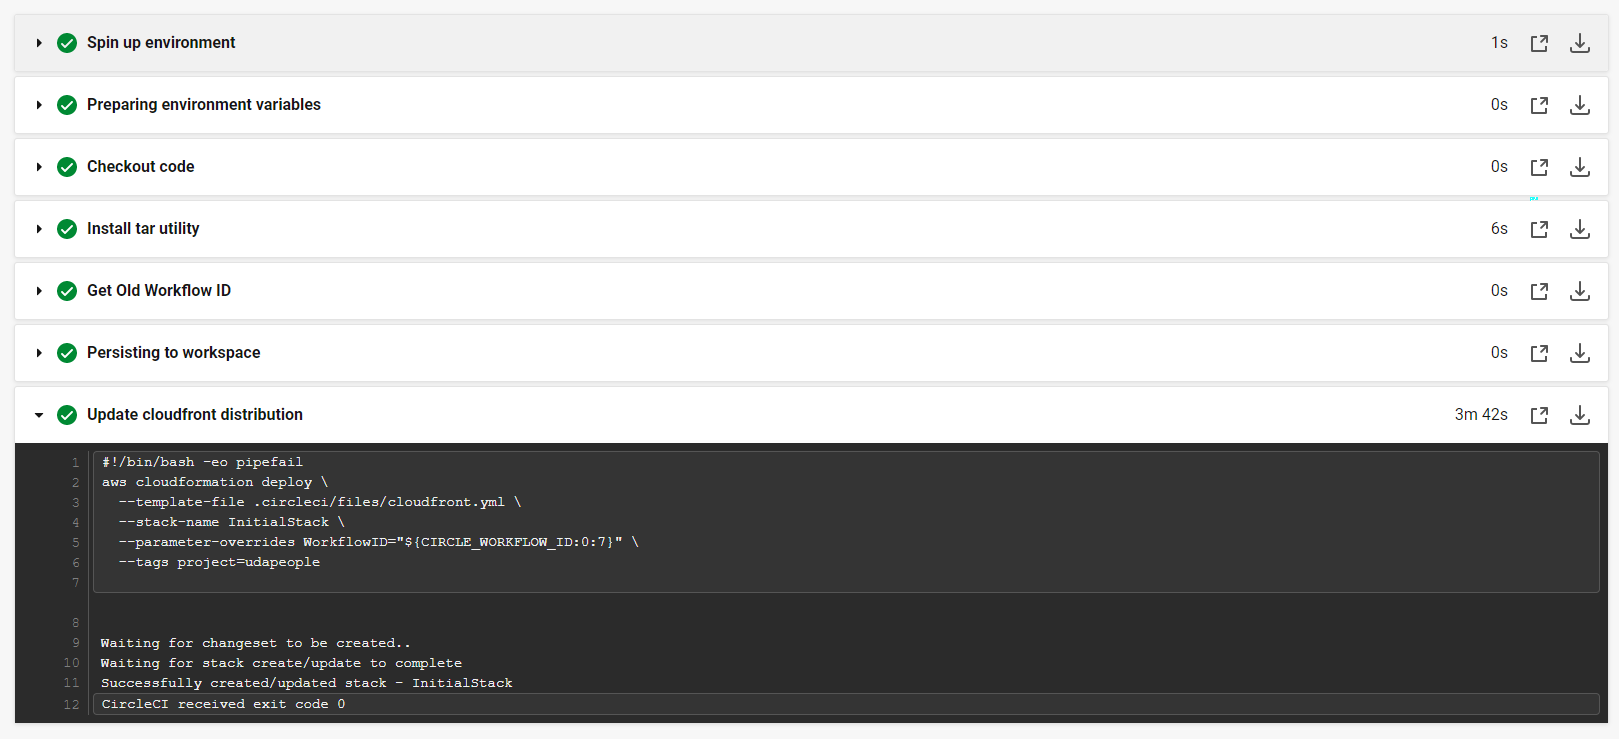 Spin up environment 1s
Preparing environment variables 0s
Checkout code 0s
Install tar utility 6s
Get Old Workflow ID 0s
Persisting to workspace 0s
Update cloudfront distribution 3m 42s
1 #!/bin/bash -eo pipefail
2 aws cloudformation deploy \
3 --template-file .circleci/files/cloudfront.yml \
4 --stack-name InitialStack \
5 --parameter-overrides WorkflowID="${CIRCLE_WORKFLOW_ID:0:7}" \
6 --tags project=udapeople
7
8
9 Waiting for changeset to be created..
10 Waiting for stack create/update to complete
11 Successfully created/updated stack - InitialStack
12 CircleCI received exit code 0